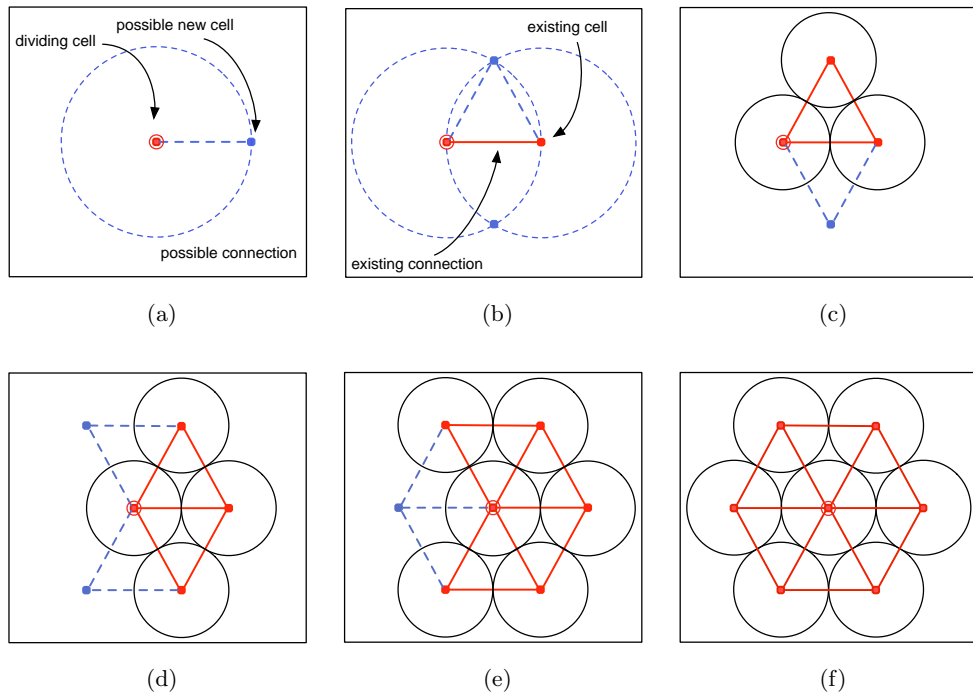 possible new cell
dividing cell
possible connection
existing cell
existing connection
(a)
(b)
(c)
(d)
(e)
(f)